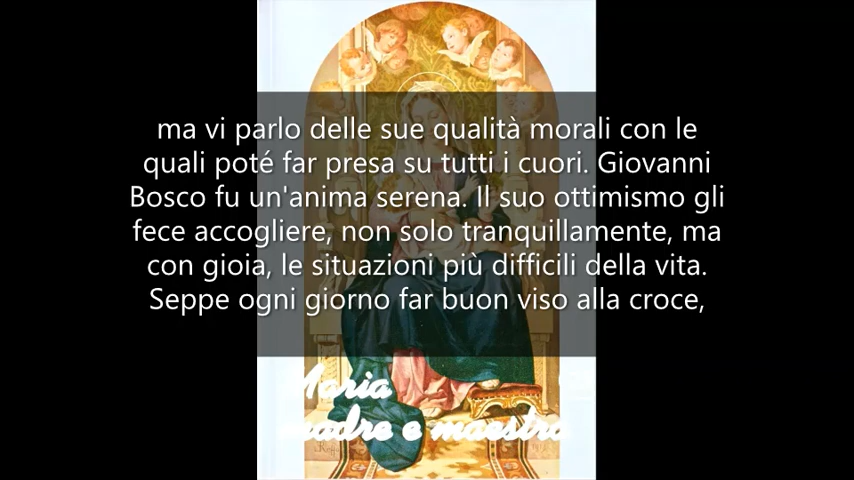 ma vi parlo delle sue qualità morali con le
quali poté far presa su tutti i cuori. Giovanni
Bosco fu un'anima serena. Il suo ottimismo gli
fece accogliere, non solo tranquillamente, ma
con gioia, le situazioni più difficili della vita.
Seppe ogni giorno far buon viso alla croce,
Maria
madre e maestra